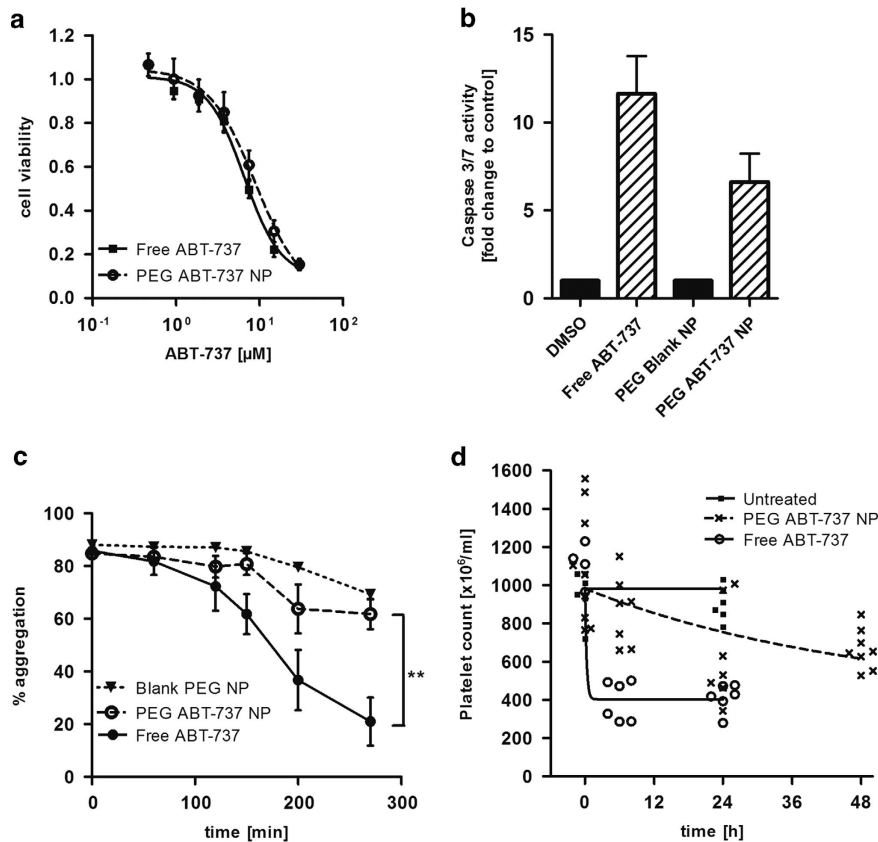 a
1.2
1.0
0.8
0.6
0.4
0.2
0.0
cell viability
Free ABT-737
PEG ABT-737 NP
10-1
100
101
102
ABT-737 [µM]
b
15
10
5
0
Caspase 3/7 activity
[fold change to control]
DMSO
Free ABT-737
PEG Blank NP
PEG ABT-737 NP
c
100
80
60
40
20
0
% aggregation
Blank PEG NP
PEG ABT-737 NP
Free ABT-737
**
0
100
200
300
time [min]
d
1600
1400
1200
1000
800
600
400
200
0
Platelet count [x10⁶/ml]
Untreated
PEG ABT-737 NP
Free ABT-737
0
12
24
36
48
time [h]